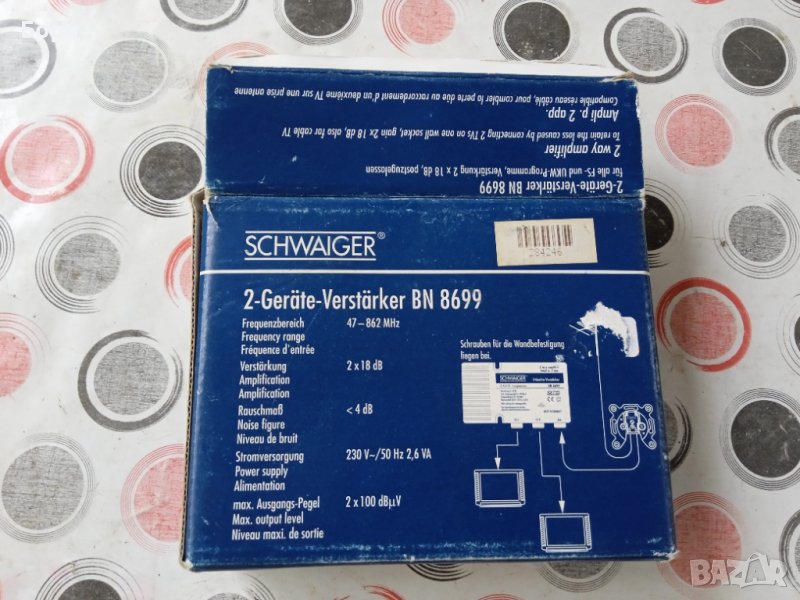 Compatible réseau cablé, pour combler la perte due au raccordement d'un deuxième TV sur une prise antenne
Ampli p. 2 app.
To retain the loss caused by connecting 2 TVs on one wall socket, gain 2x 18 dB, also for cable TV
2 way amplifier
für alle FS- und UKW-Programme, Verstärkung 2 x 18 dB, postzugelassen
2-Geräte-Verstärker BN 8699
SCHWAIGER®
284246
2-Geräte-Verstärker BN 8699
Frequenzbereich 47–862 MHz
Frequency range
Fréquence d'entrée
Verstärkung 2 x 18 dB
Amplification
Amplification
Rauschmaß < 4 dB
Noise figure
Niveau de bruit
Stromversorgung 230 V~/50 Hz 2,6 VA
Power supply
Alimentation
max. Ausgangs-Pegel 2 x 100 dBµV
Max. output level
Niveau maxi. de sortie
Schrauben für die Wandbefestigung
liegen bei.
SCHWAIGER
BAZAR